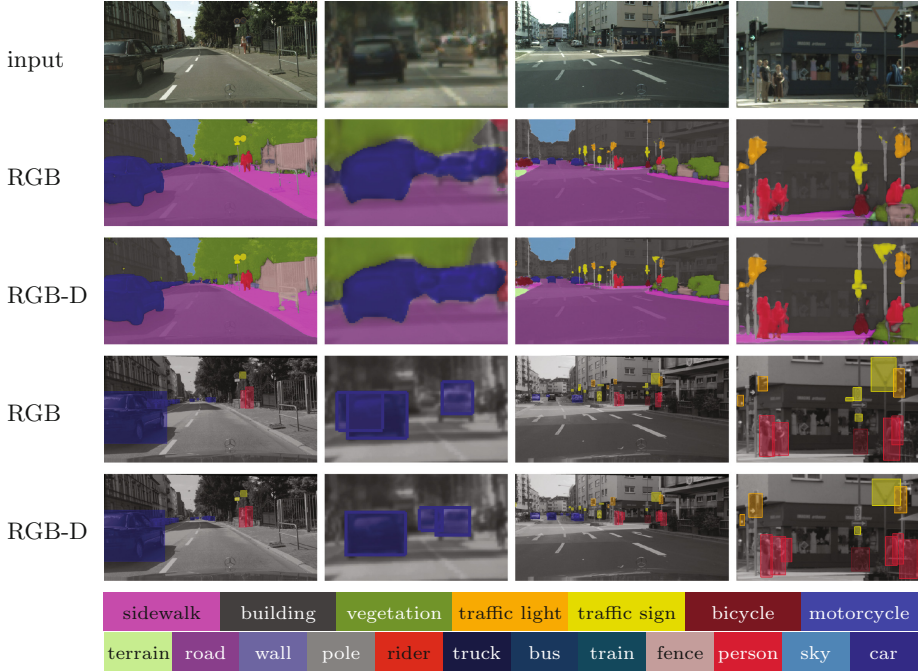 input
RGB
RGB-D
RGB
RGB-D
sidewalk building vegetation traffic light traffic sign bicycle motorcycle
terrain road wall pole rider truck bus train fence person sky car